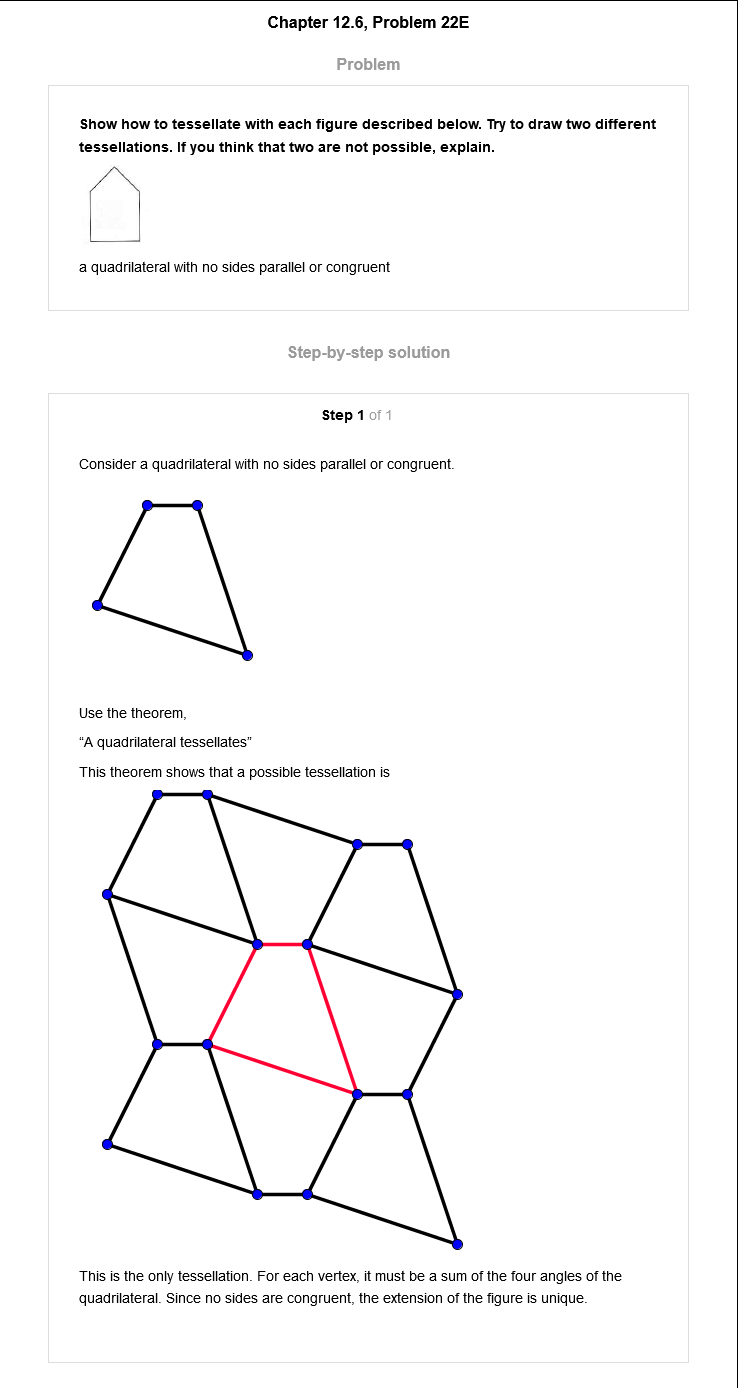 Chapter 12.6, Problem 22E
Problem
Show how to tessellate with each figure described below. Try to draw two different
tessellations. If you think that two are not possible, explain.
a quadrilateral with no sides parallel or congruent
Step-by-step solution
Step 1 of 1
Consider a quadrilateral with no sides parallel or congruent.
Use the theorem,
“A quadrilateral tessellates”
This theorem shows that a possible tessellation is
This is the only tessellation. For each vertex, it must be a sum of the four angles of the
quadrilateral. Since no sides are congruent, the extension of the figure is unique.